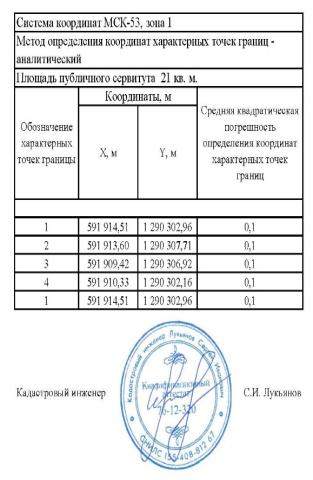 Система координат МСК-53, зона 1
Метод определения координат характерных точек границ -
аналитический
Площадь публичного сервитута 21 кв. м.
Обозначение
характерных
точек границы
Координаты, м
Средняя квадратическая
погрешность
определения координат
характерных точек
границ
X, м
Y, м
1 591 914,51 1 290 302,96 0,1
2 591 913,60 1 290 307,71 0,1
3 591 909,42 1 290 306,92 0,1
4 591 910,33 1 290 302,16 0,1
1 591 914,51 1 290 302,96 0,1
Кадастровый инженер
С.И. Лукьянов
Кадастровый инженер Лукьянов
Квалификационный
аттестат
-12-320
СНИЛС 155-408-812 67